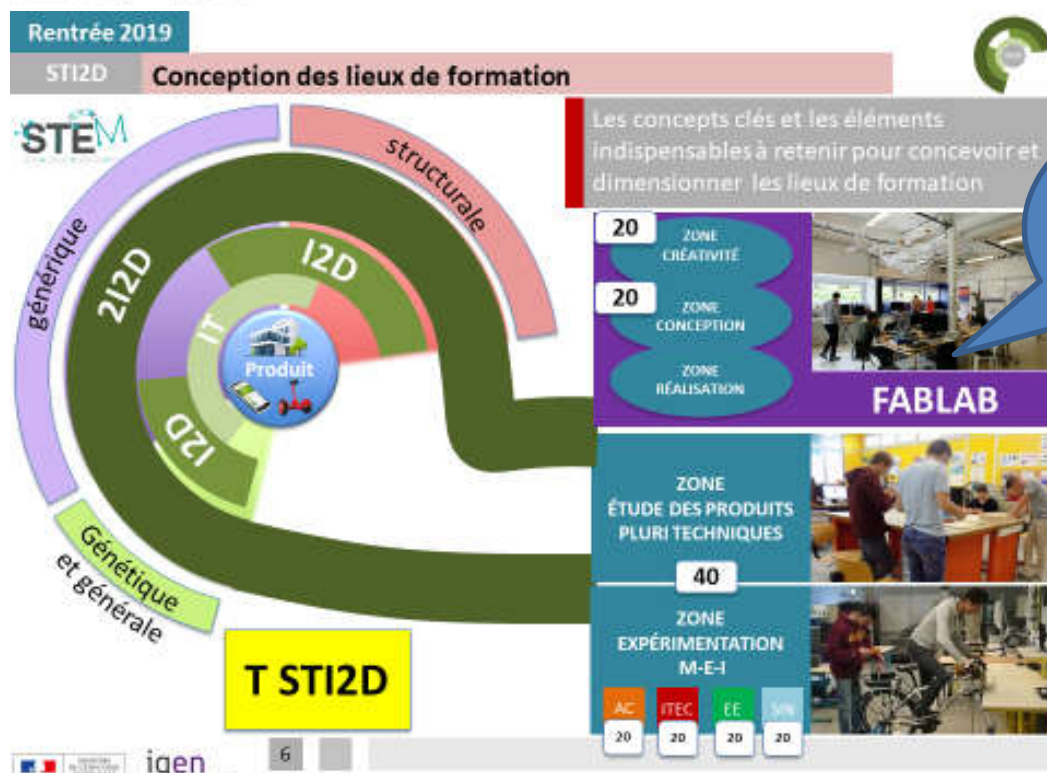 Rentrée 2019
STI2D
Conception des lieux de formation
STEM
Les concepts clés et les éléments
indispensables à retenir pour concevoir et
dimensionner les lieux de formation
structurale
générique
2I2D
I2D
IT
Produit
I2D
Génétique
et générale
T STI2D
20
ZONE
CRÉATIVITÉ
20
ZONE
CONCEPTION
ZONE
RÉALISATION
FABLAB
ZONE
ÉTUDE DES PRODUITS
PLURI TECHNIQUES
40
ZONE
EXPÉRIMENTATION
M-E-I
AC ITEC EE SIN
20 20 20 20
igen
6